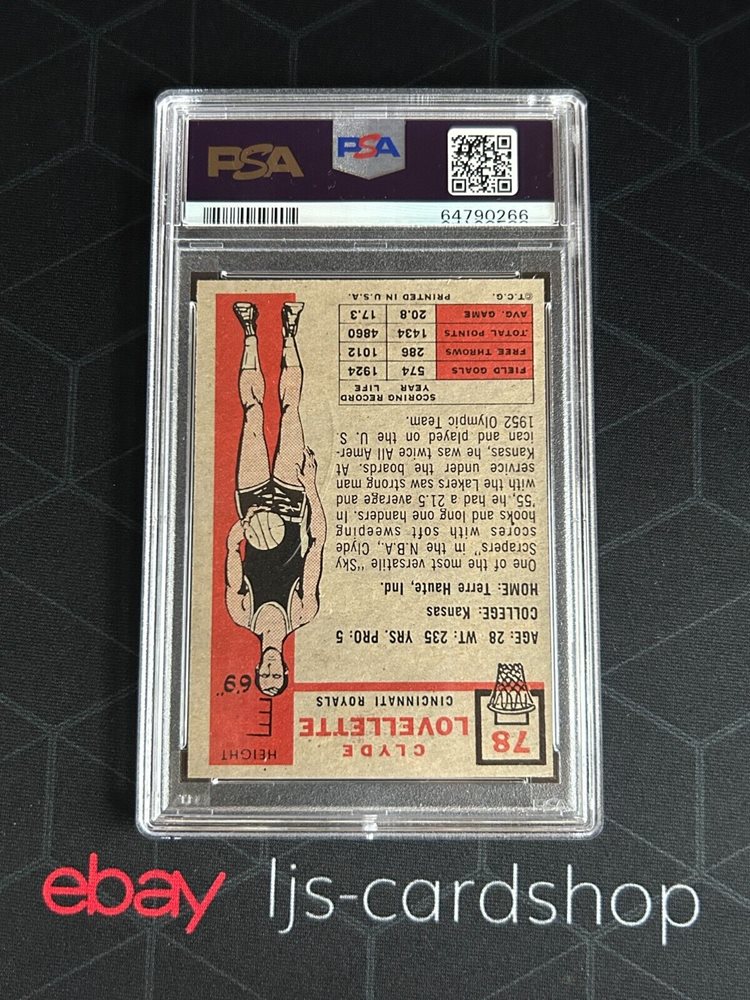 PSA
PSA
64790266
78
CLYDE
LOVELLETTE
CINCINNATI ROYALS
HEIGHT
6'9"
AGE: 28 WT: 235 YRS. PRO: 5
COLLEGE: Kansas
HOME: Terre Haute, Ind.
One of the most versatile "Sky
Scrapers" in the N.B.A., Clyde
scores with soft sweeping
hooks and long one handers. In
'55, he had a 21.5 average and
with the Lakers saw strong man
service under the boards. At
Kansas, he was twice All Amer-
ican and played on the U. S.
1952 Olympic Team.
SCORING RECORD
YEAR LIFE
FIELD GOALS 574 1924
FREE THROWS 286 1012
TOTAL POINTS 1434 4860
AVG. GAME 20.8 17.3
©T.C.G. PRINTED IN U.S.A.
ebay ljs-cardshop